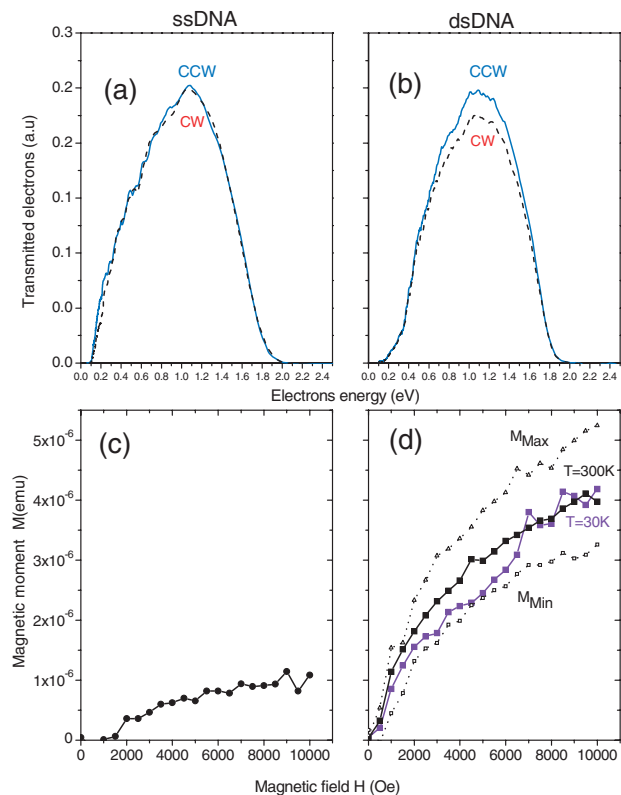 ssDNA dsDNA
0.3
0.2
0.2
0.1
0.1
0.0
0.0
Transmitted electrons (a.u)
(a)
CCW
CW
(b)
CCW
CW
0.0 0.2 0.4 0.6 0.8 1.0 1.2 1.4 1.6 1.8 2.0 2.2 2.4
0.0 0.2 0.4 0.6 0.8 1.0 1.2 1.4 1.6 1.8 2.0 2.2 2.4
Electrons energy (eV)
5x10⁻⁶
4x10⁻⁶
3x10⁻⁶
2x10⁻⁶
1x10⁻⁶
0
Magnetic moment M(emu)
(c)
(d)
M Max
T=300K
T=30K
M Min
0 2000 4000 6000 8000 10000
0 2000 4000 6000 8000 10000
Magnetic field H (Oe)